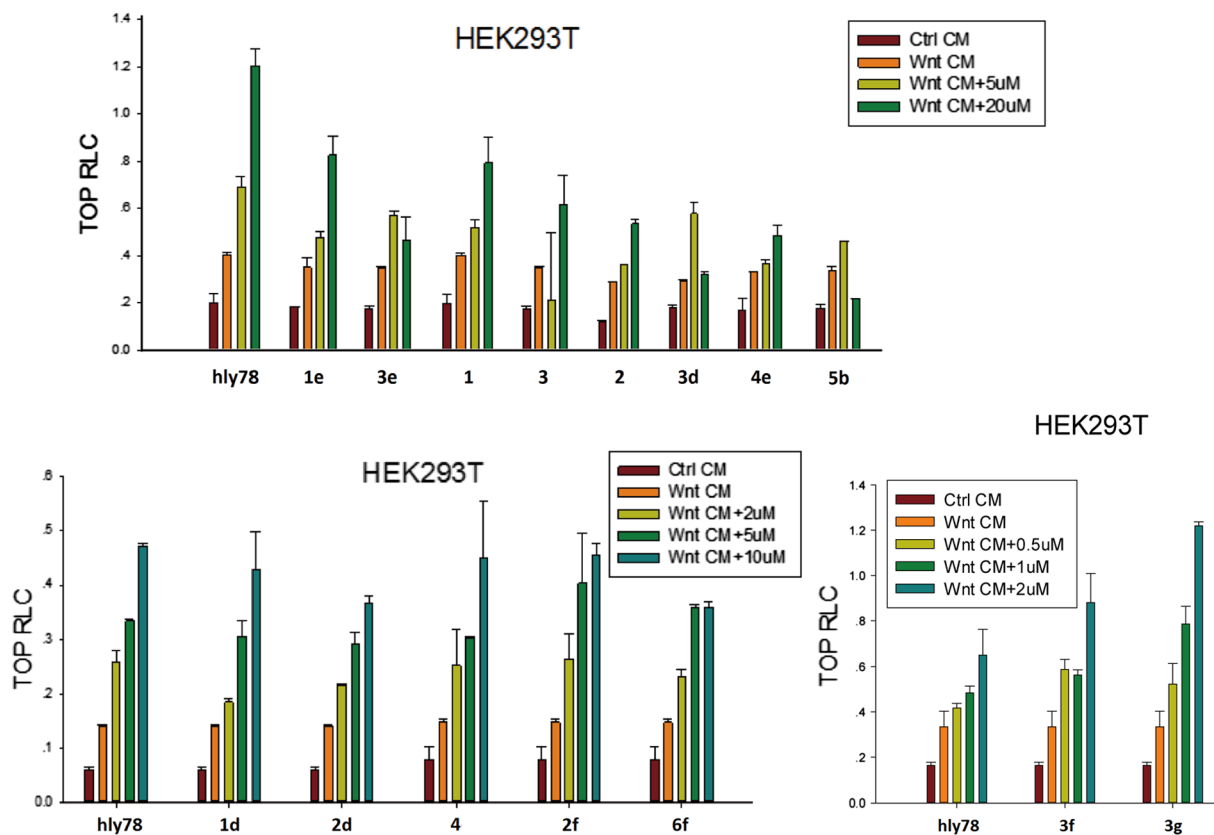 HEK293T
TOP RLC
1.4
1.2
1.0
.8
.6
.4
.2
0.0
Ctrl CM
Wnt CM
Wnt CM+5uM
Wnt CM+20uM
hly78 1e 3e 1 3 2 3d 4e 5b
HEK293T
TOP RLC
.6
.5
.4
.3
.2
.1
0.0
Ctrl CM
Wnt CM
Wnt CM+2uM
Wnt CM+5uM
Wnt CM+10uM
hly78 1d 2d 4 2f 6f
HEK293T
TOP RLC
1.4
1.2
1.0
.8
.6
.4
.2
0.0
Ctrl CM
Wnt CM
Wnt CM+0.5uM
Wnt CM+1uM
Wnt CM+2uM
hly78 3f 3g